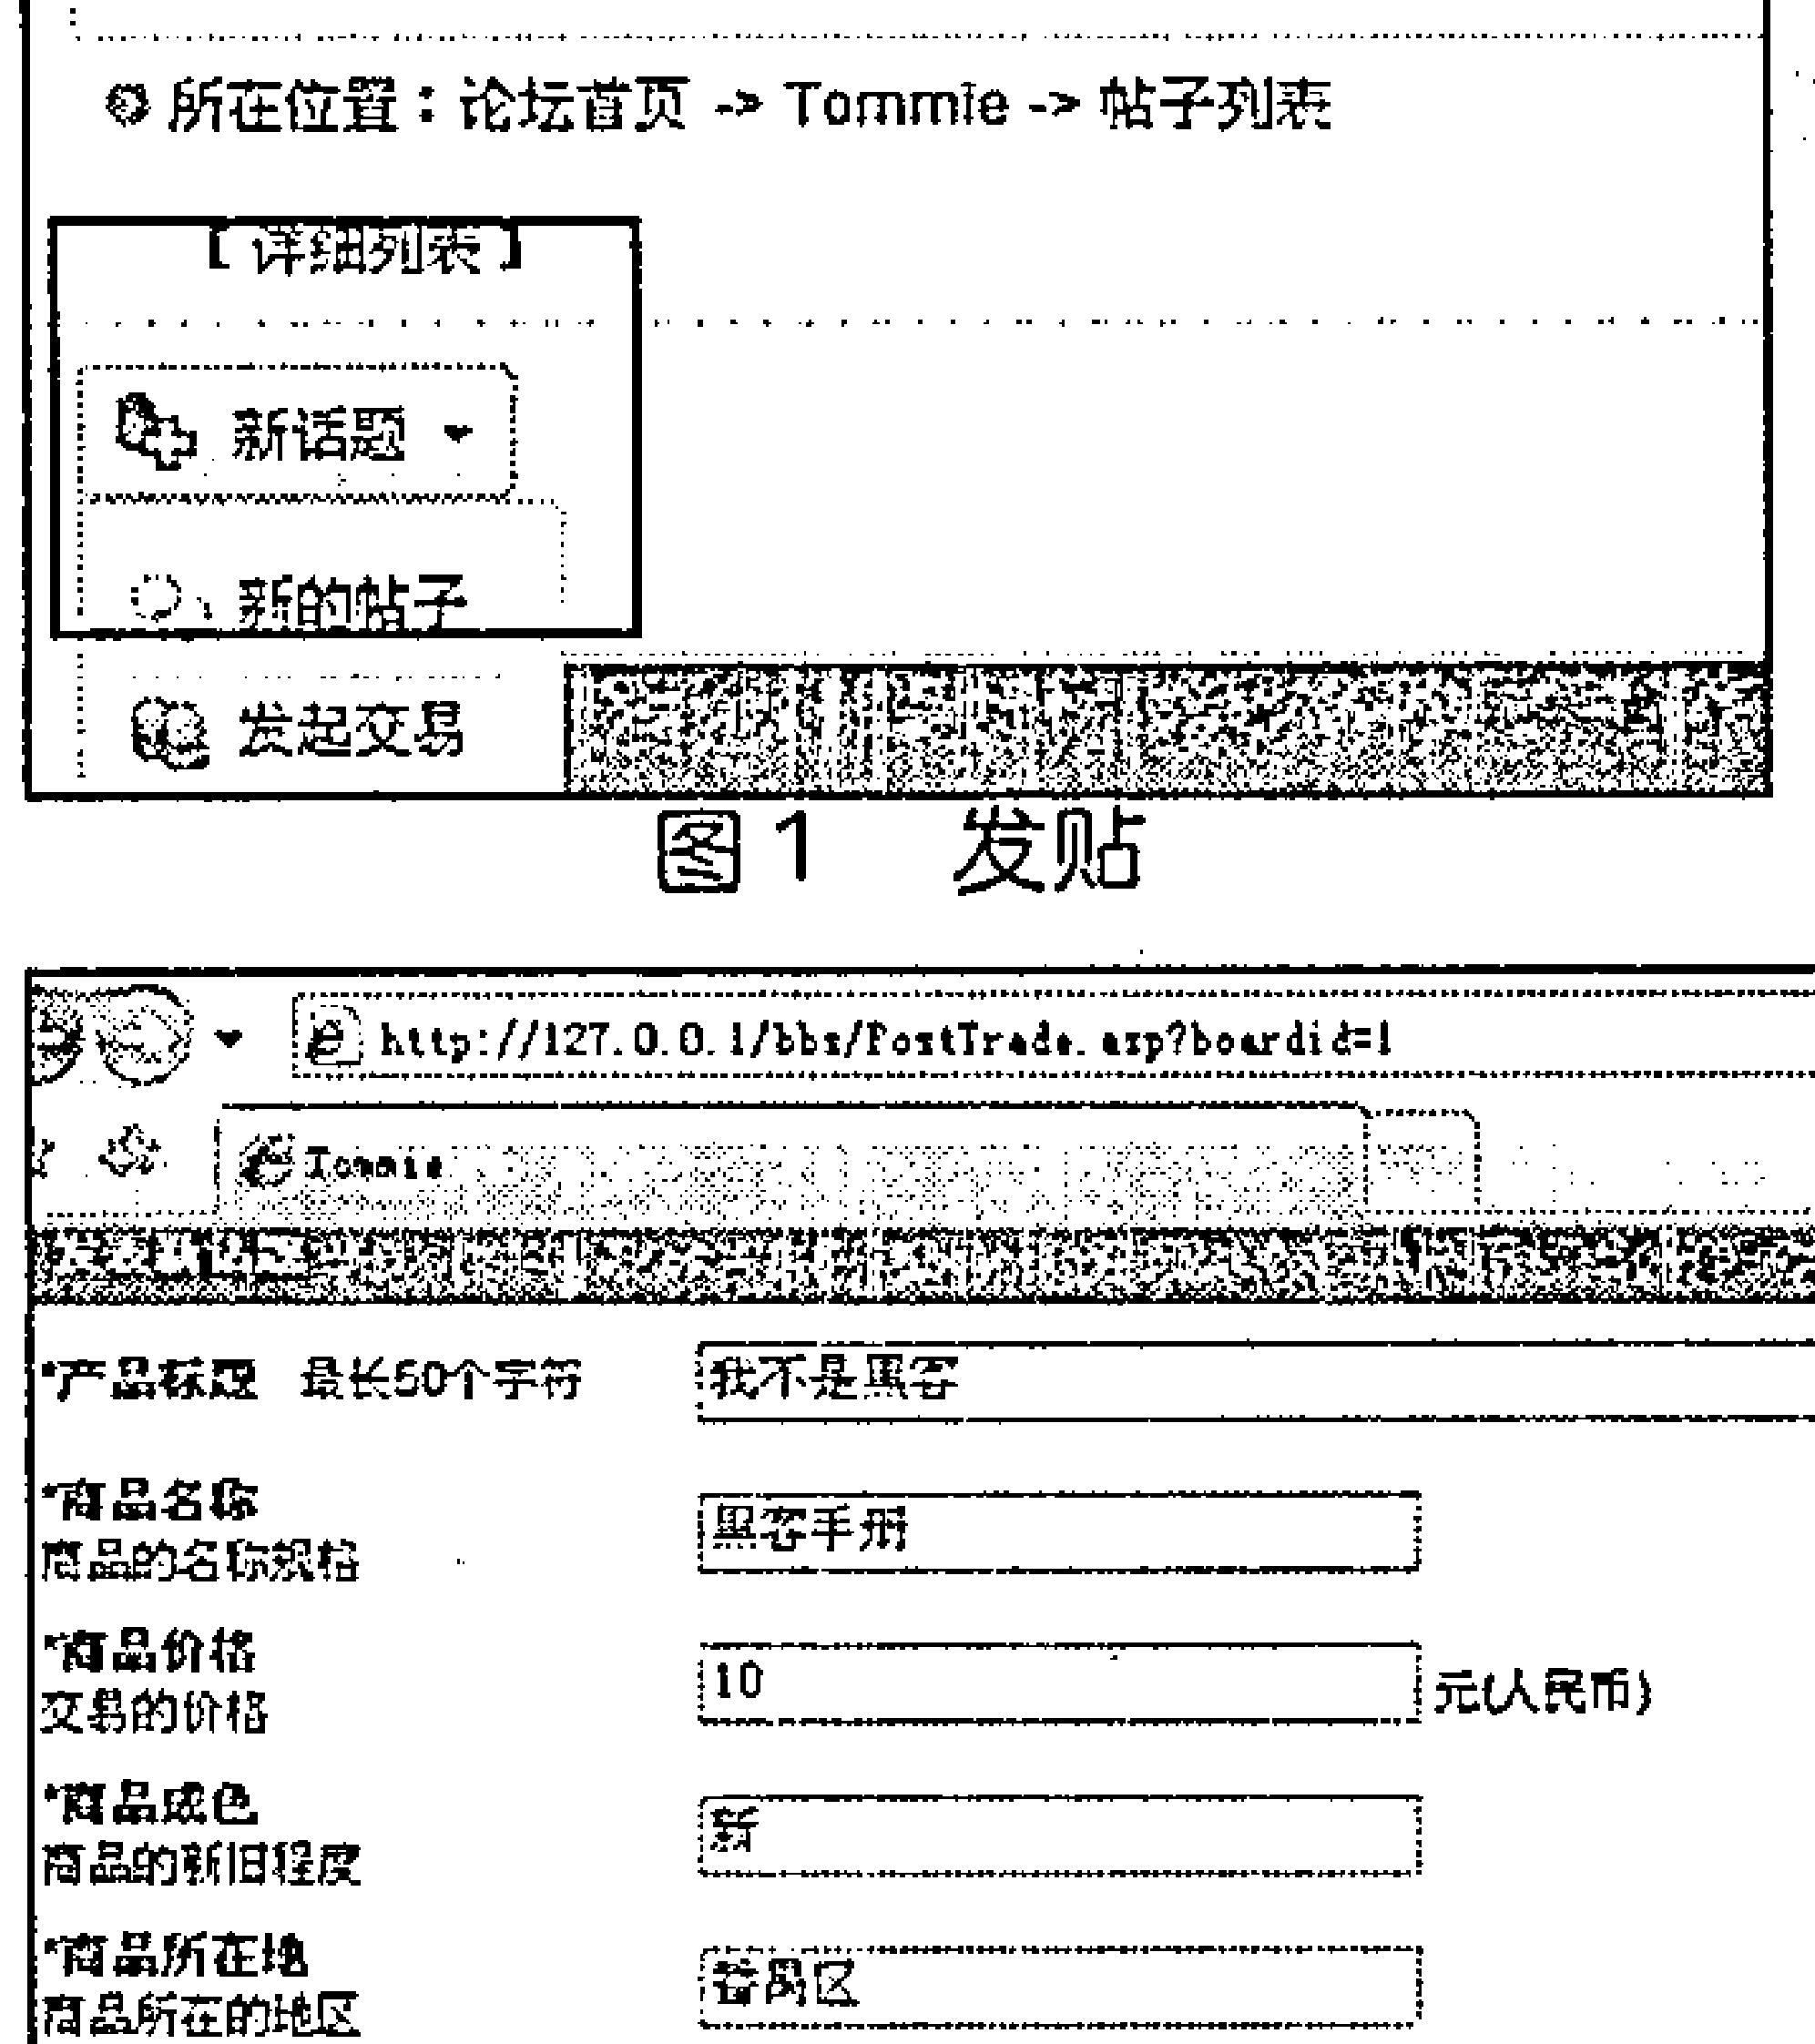 所在位置：论坛首页 -> Tommie -> 帖子列表
【详细列表】
新话题
新的帖子
发起交易
图1 发贴
http://127.0.0.1/bbs/PostTrade.asp?boardid=1
Tommie
*产品标题 最长50个字符 我不是黑客
*商品名称
商品的名称规格
黑客手册
*商品价格
交易的价格
10 元(人民币)
*商品成色
商品的新旧程度
新
*商品所在地
商品所在的地区